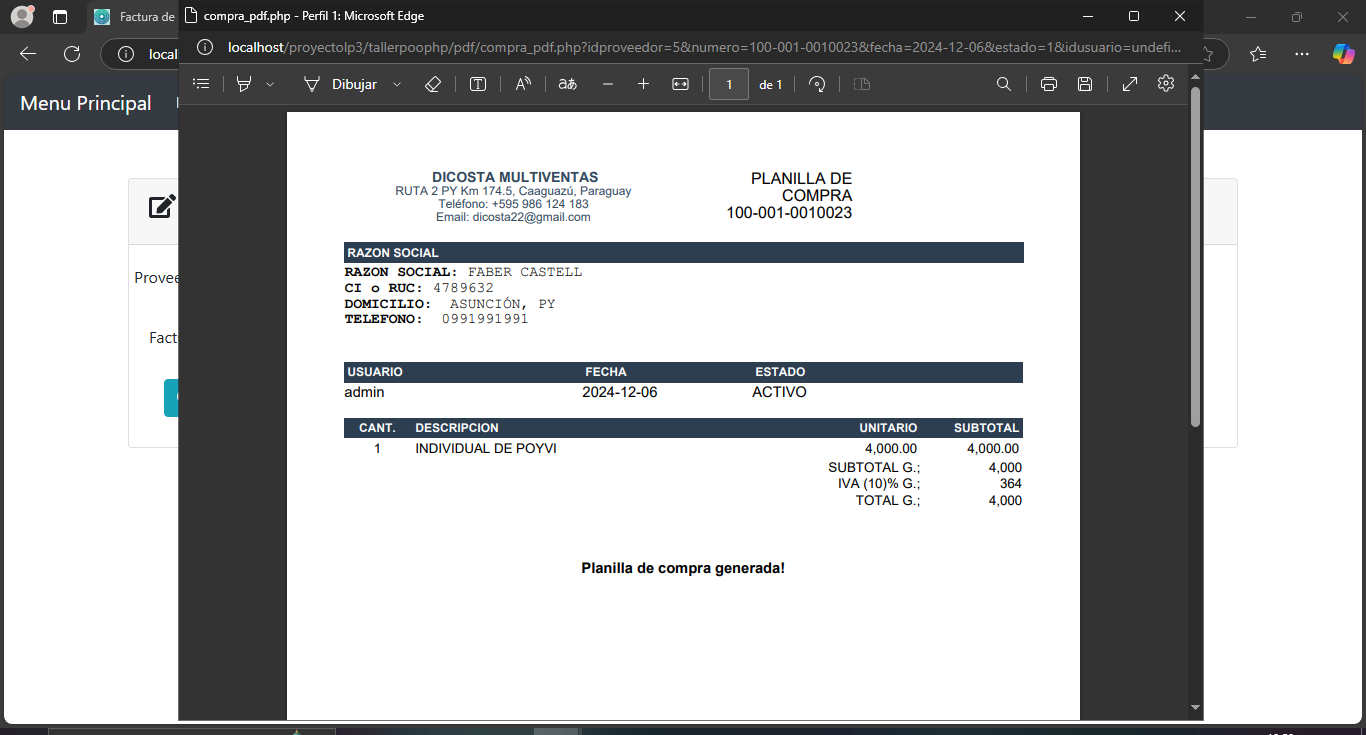 Factura de
compra_pdf.php - Perfil 1: Microsoft Edge
locali
localhost/proyectolp3/tallerpoophp/pdf/compra_pdf.php?idproveedor=5&numero=100-001-0010023&fecha=2024-12-06&estado=1&idusuario=undefi...
Dibujar
aあ
1 de 1
Menu Principal
DICOSTA MULTIVENTAS
RUTA 2 PY Km 174.5, Caaguazú, Paraguay
Teléfono: +595 986 124 183
Email: dicosta22@gmail.com
PLANILLA DE
COMPRA
100-001-0010023
RAZON SOCIAL
RAZON SOCIAL: FABER CASTELL
CI o RUC: 4789632
DOMICILIO: ASUNCIÓN, PY
TELEFONO: 0991991991
Provee
Fact
USUARIO FECHA ESTADO
admin 2024-12-06 ACTIVO
CANT. DESCRIPCION UNITARIO SUBTOTAL
1 INDIVIDUAL DE POYVI 4,000.00 4,000.00
SUBTOTAL G.; 4,000
IVA (10)% G.; 364
TOTAL G.; 4,000
Planilla de compra generada!